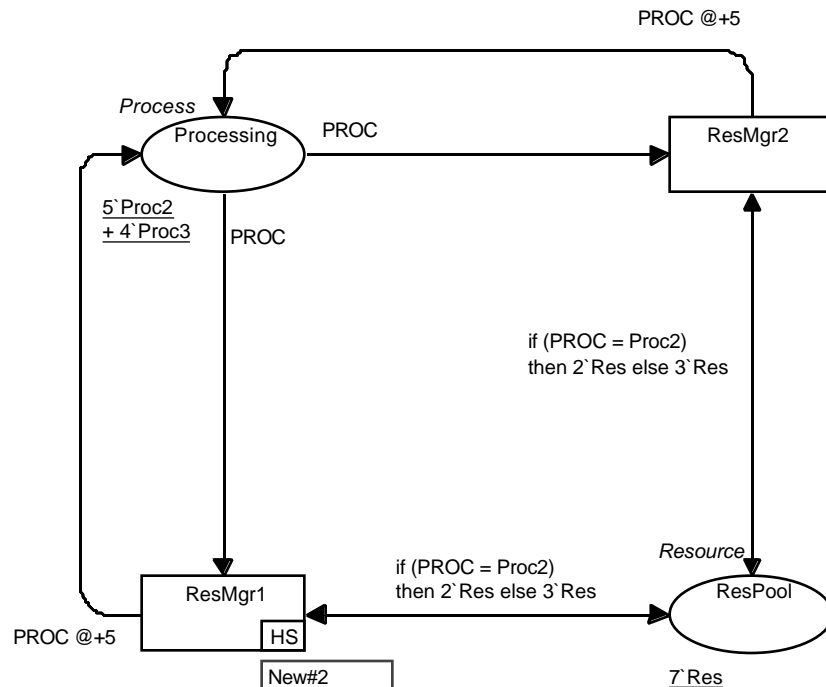 PROC @+5
Process
Processing
PROC
ResMgr2
5`Proc2
+ 4`Proc3
PROC
if (PROC = Proc2)
then 2`Res else 3`Res
if (PROC = Proc2)
then 2`Res else 3`Res
Resource
ResMgr1
ResPool
PROC @+5
HS
New#2
7`Res